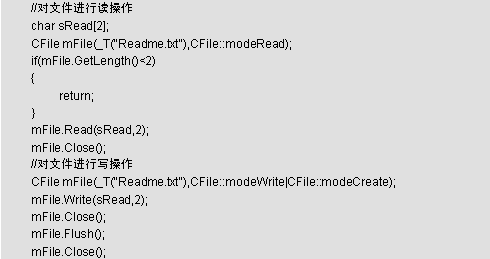 //对文件进行读操作
char sRead[2];
CFile mFile(_T("Readme.txt"),CFile::modeRead);
if(mFile.GetLength()<2)
{
return;
}
mFile.Read(sRead,2);
mFile.Close();
//对文件进行写操作
CFile mFile(_T("Readme.txt"),CFile::modeWrite|CFile::modeCreate);
mFile.Write(sRead,2);
mFile.Close();
mFile.Flush();
mFile.Close();